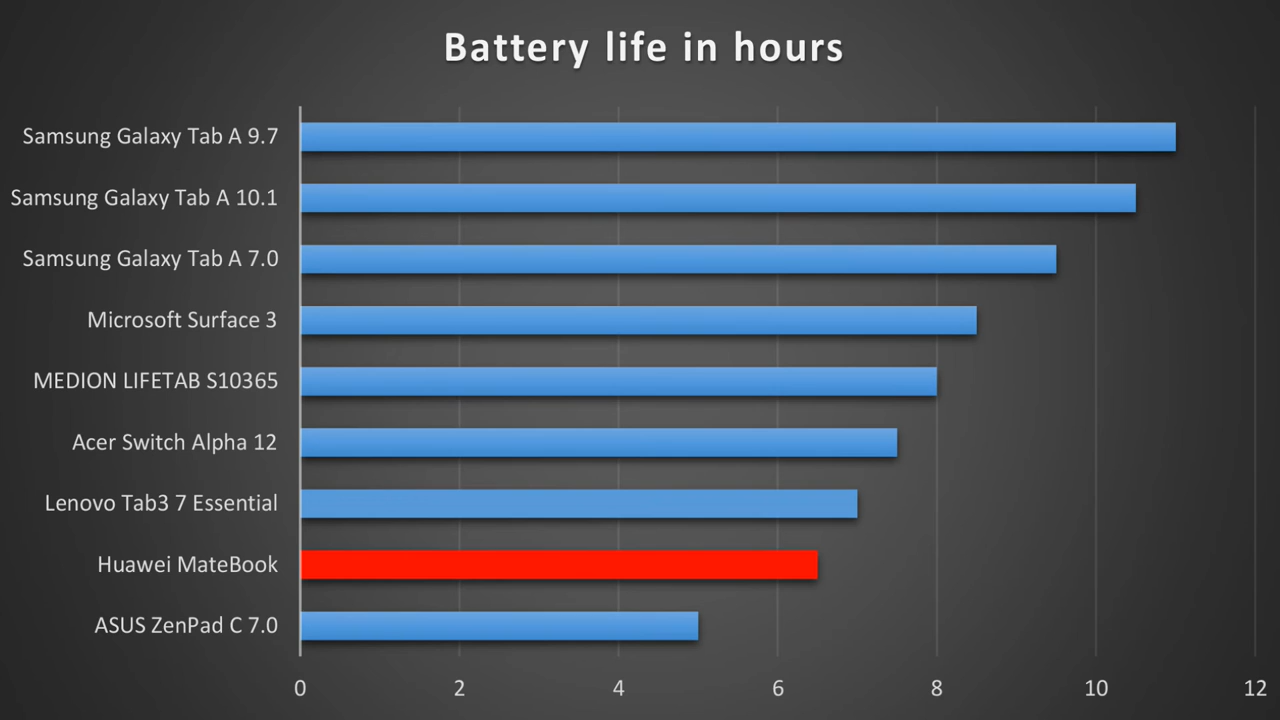 Battery life in hours
Samsung Galaxy Tab A 9.7
Samsung Galaxy Tab A 10.1
Samsung Galaxy Tab A 7.0
Microsoft Surface 3
MEDION LIFETAB S10365
Acer Switch Alpha 12
Lenovo Tab3 7 Essential
Huawei MateBook
ASUS ZenPad C 7.0
0 2 4 6 8 10 12